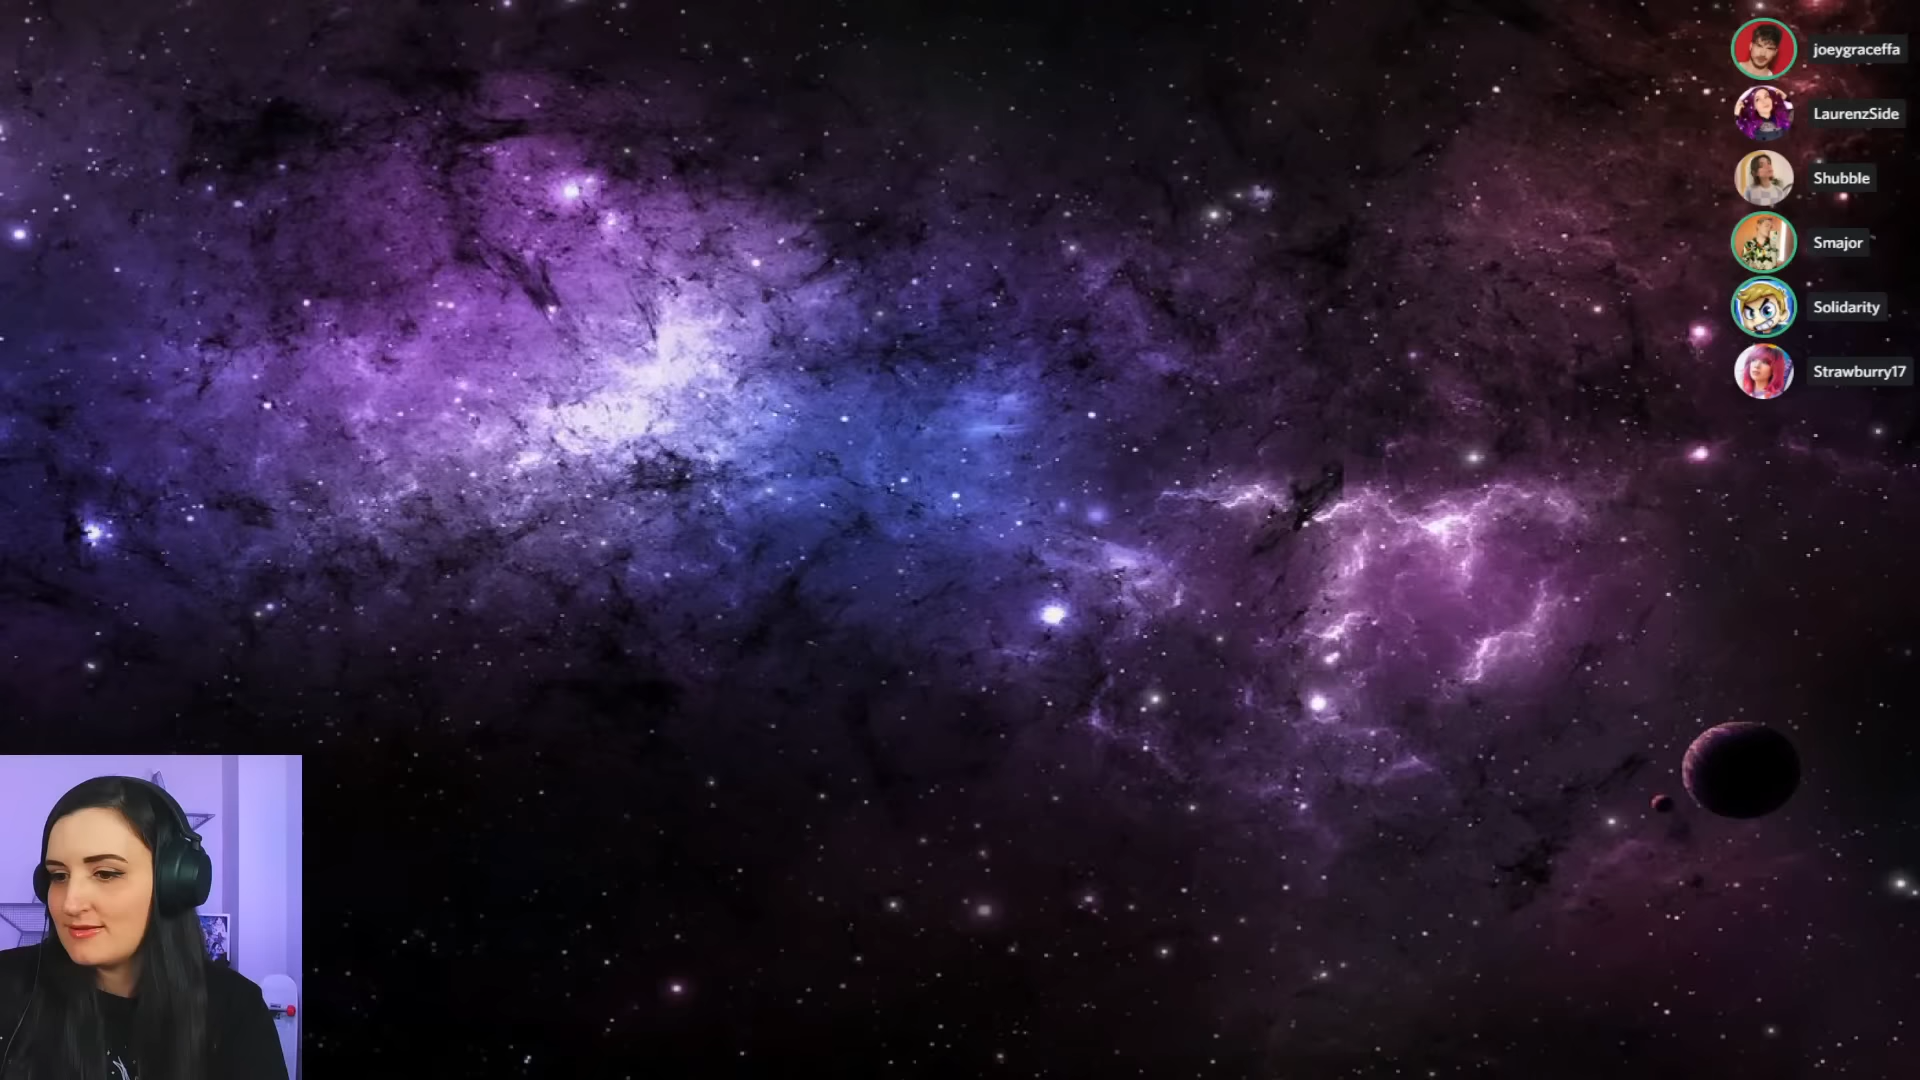 joeygraceffa
LaurenzSide
Shubble
Smajor
Solidarity
Strawburry17